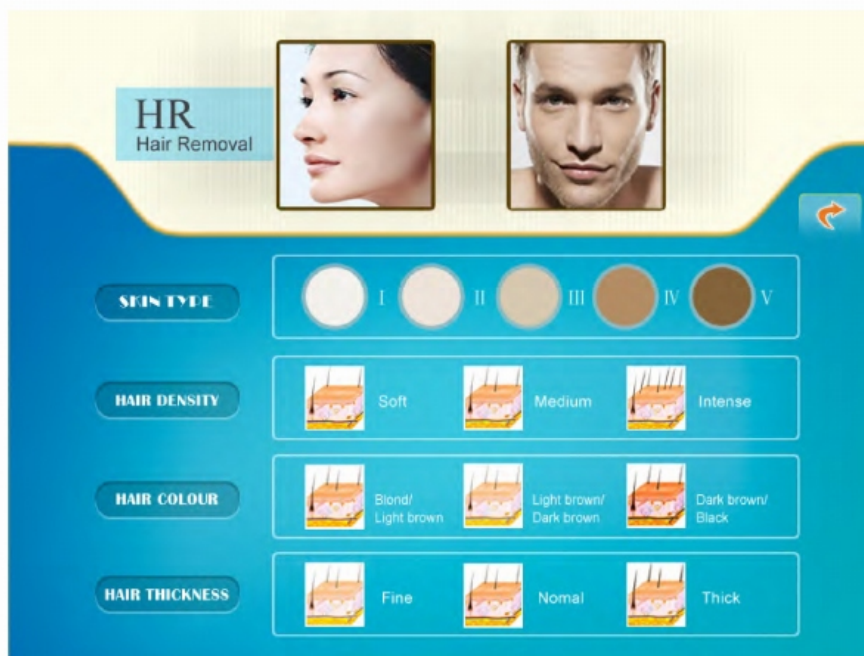 HR
Hair Removal
SKIN TYPE
I
II
III
IV
V
HAIR DENSITY
Soft
Medium
Intense
HAIR COLOUR
Blond/
Light brown
Light brown/
Dark brown
Dark brown/
Black
HAIR THICKNESS
Fine
Nomal
Thick